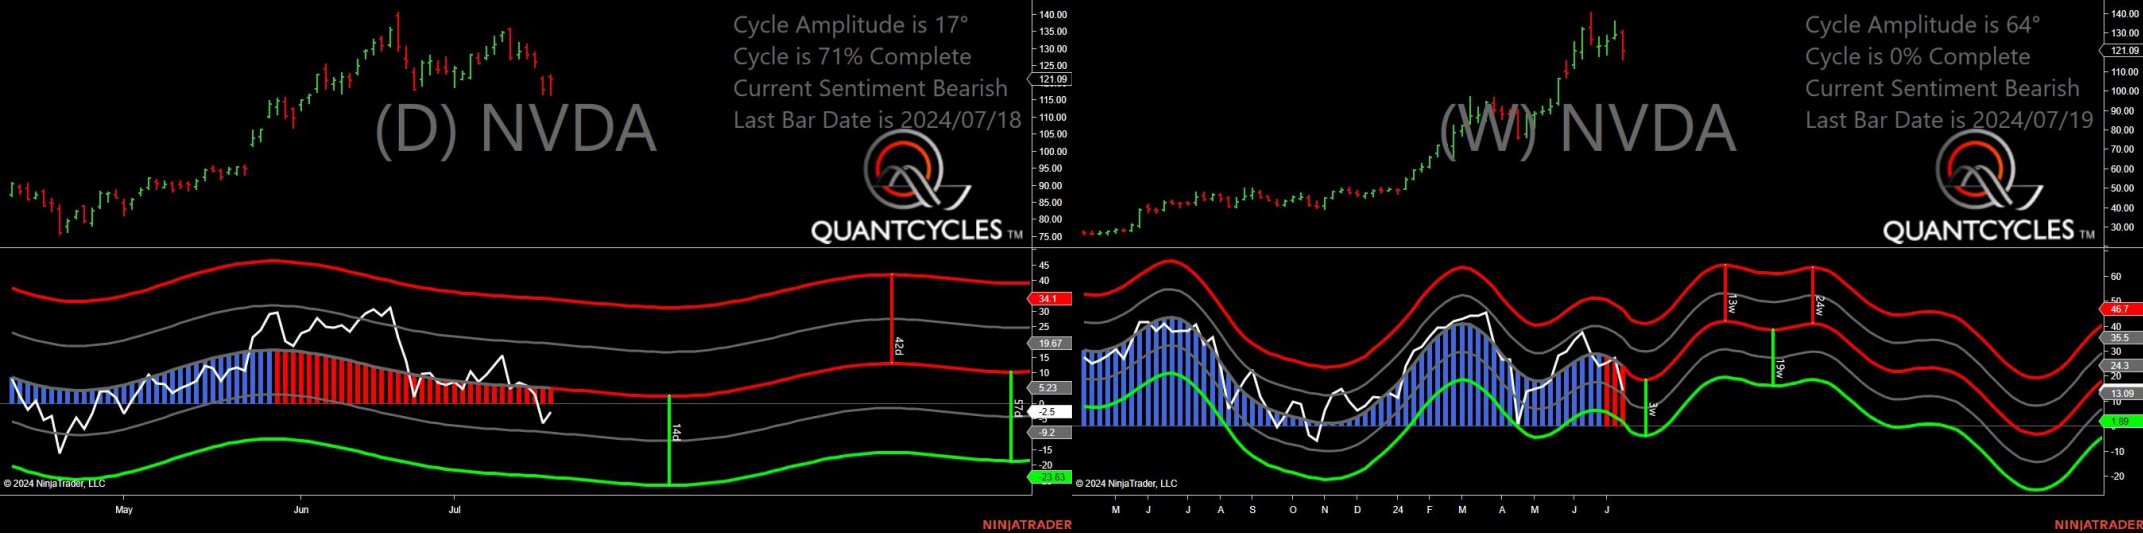 Cycle Amplitude is 17°
Cycle is 71% Complete
Current Sentiment Bearish
Last Bar Date is 2024/07/18
(D) NVDA
QUANTCYCLES TM
140.00
135.00
130.00
125.00
121.09
115.00
110.00
105.00
100.00
95.00
90.00
85.00
80.00
75.00
45
40
34.1
30
25
19.67
15
10
5.23
0
-2.5
-9.2
-15
-20
-23.63
42d
14d
57d
© 2024 NinjaTrader, LLC
May
Jun
Jul
NINJATRADER
Cycle Amplitude is 64°
Cycle is 0% Complete
Current Sentiment Bearish
Last Bar Date is 2024/07/19
(W) NVDA
QUANTCYCLES TM
140.00
130.00
121.09
110.00
100.00
90.00
80.00
70.00
60.00
50.00
40.00
30.00
60
50
46.7
40
35.5
30
24.3
20
13.09
10
1.89
-10
-20
13w
24w
19w
3w
© 2024 NinjaTrader, LLC
M
J
J
A
S
O
N
D
24
F
M
A
M
J
J
NINJATRADER